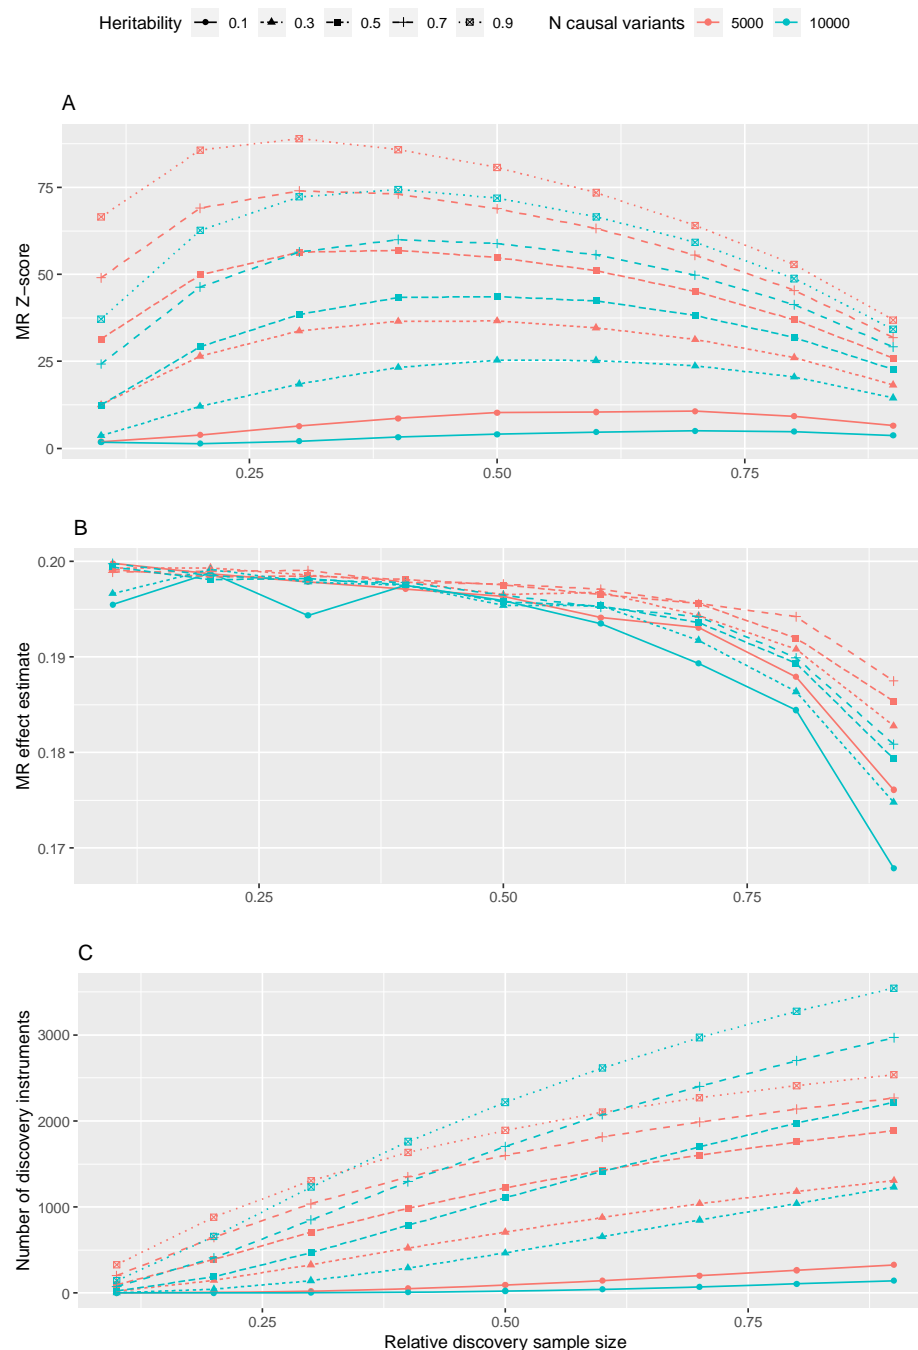 Heritability 0.1 0.3 0.5 0.7 0.9 N causal variants 5000 10000
A
75
50
25
0
MR Z−score
0.25 0.50 0.75
B
0.20
0.19
0.18
0.17
MR effect estimate
0.25 0.50 0.75
C
3000
2000
1000
0
Number of discovery instruments
0.25 0.50 0.75
Relative discovery sample size